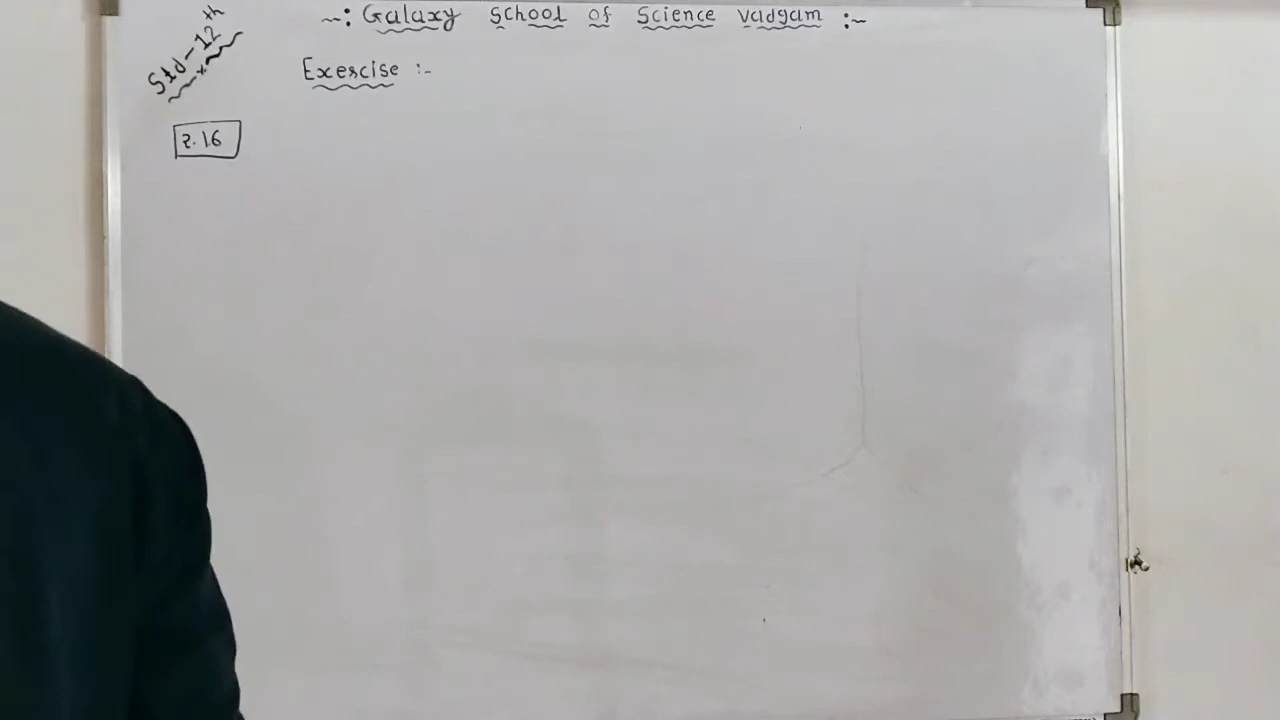 ~: Galaxy School of Science vadgam :~
Std-12th
Exercise :-
2.16